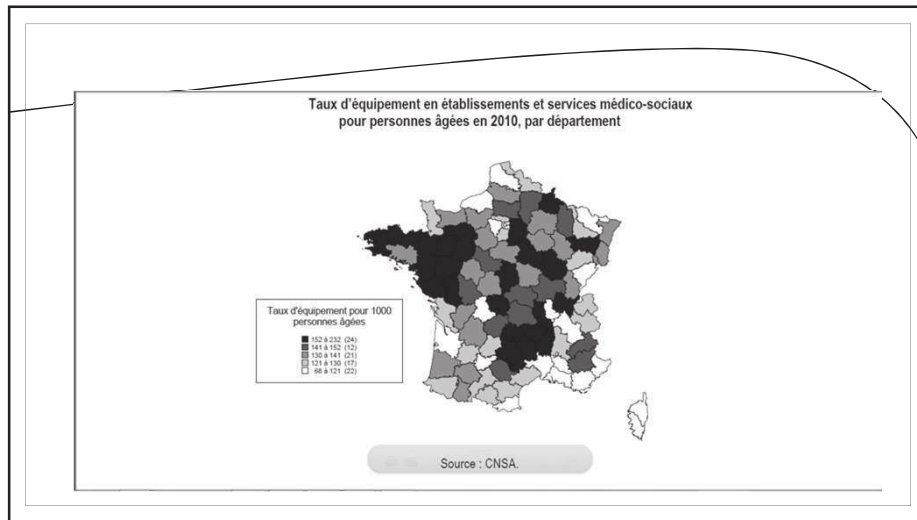 Taux d'équipement en établissements et services médico-sociaux
pour personnes âgées en 2010, par département
Taux d'équipement pour 1000
personnes âgées
152 à 232 (24)
141 à 152 (12)
130 à 141 (21)
121 à 130 (17)
66 à 121 (22)
Source : CNSA.